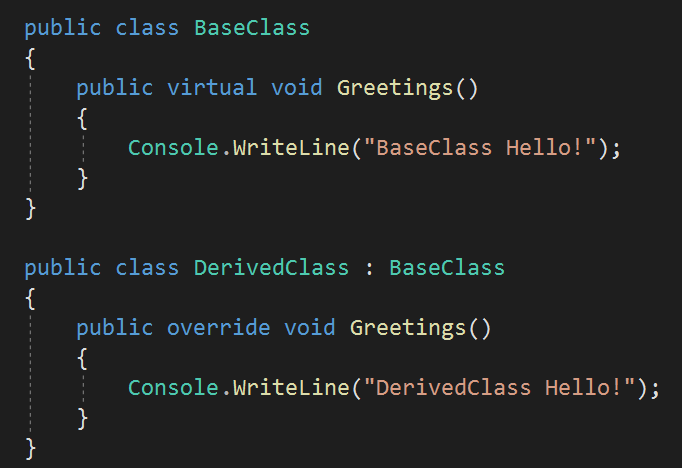 public class BaseClass
{
    public virtual void Greetings()
    {
        Console.WriteLine("BaseClass Hello!");
    }
}

public class DerivedClass : BaseClass
{
    public override void Greetings()
    {
        Console.WriteLine("DerivedClass Hello!");
    }
}